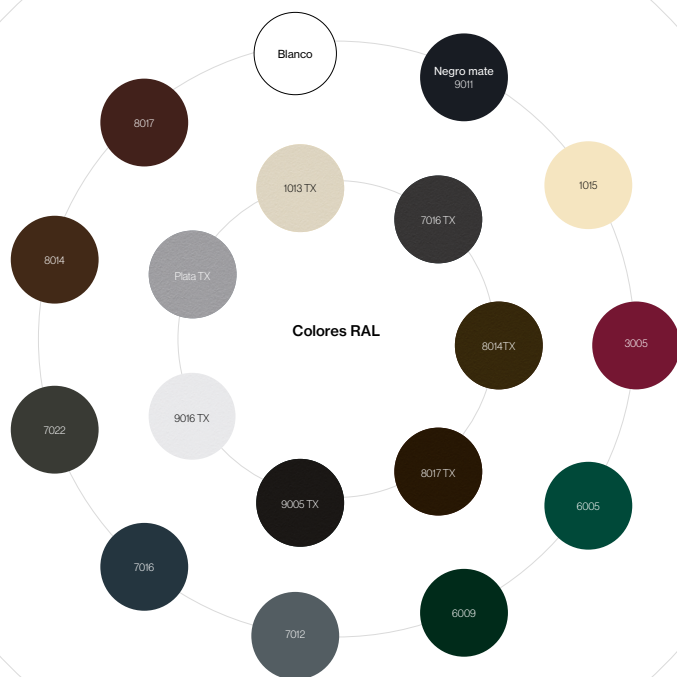 Blanco
Negro mate
9011
8017
1015
1013 TX
7016 TX
8014
Plata TX
Colores RAL
8014TX
3005
9016 TX
7022
8017 TX
9005 TX
6005
7016
6009
7012